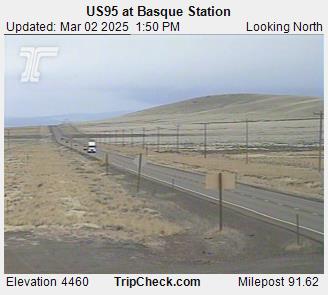 US95 at Basque Station
Updated: Mar 02 2025 1:50 PM Looking North
Elevation 4460 TripCheck.com Milepost 91.62